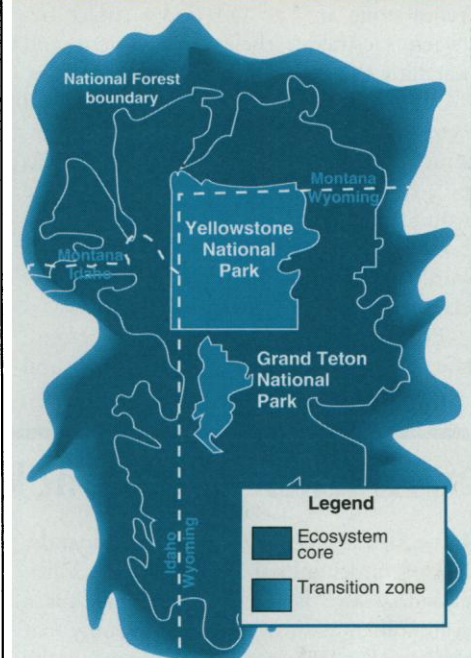 National Forest
boundary
Montana
Wyoming
Yellowstone
National
Park
Montana
Idaho
Grand Teton
National
Park
Idaho
Wyoming
Legend
Ecosystem
core
Transition zone